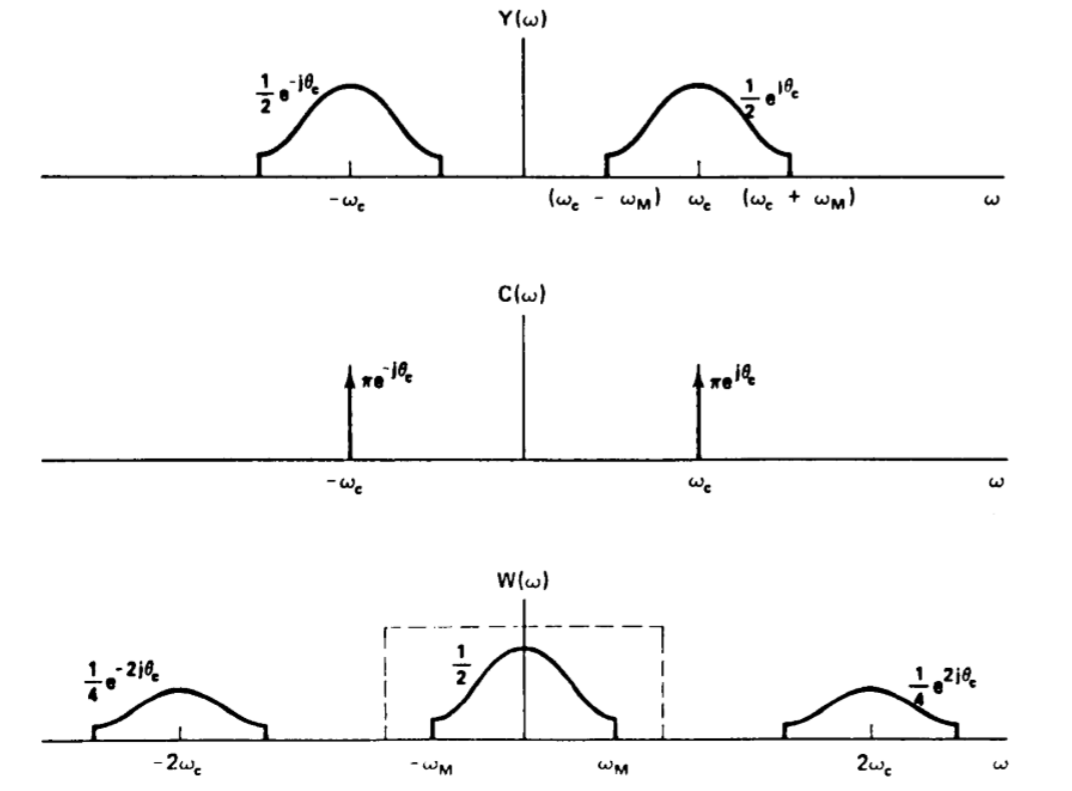 Y(ω)
1/2 e^-jθc
1/2 e^jθc
-ωc
(ωc - ωM)
ωc
(ωc + ωM)
ω
C(ω)
πe^-jθc
πe^jθc
-ωc
ωc
ω
W(ω)
1/4 e^-2jθc
1/2
1/4 e^2jθc
-2ωc
-ωM
ωM
2ωc
ω